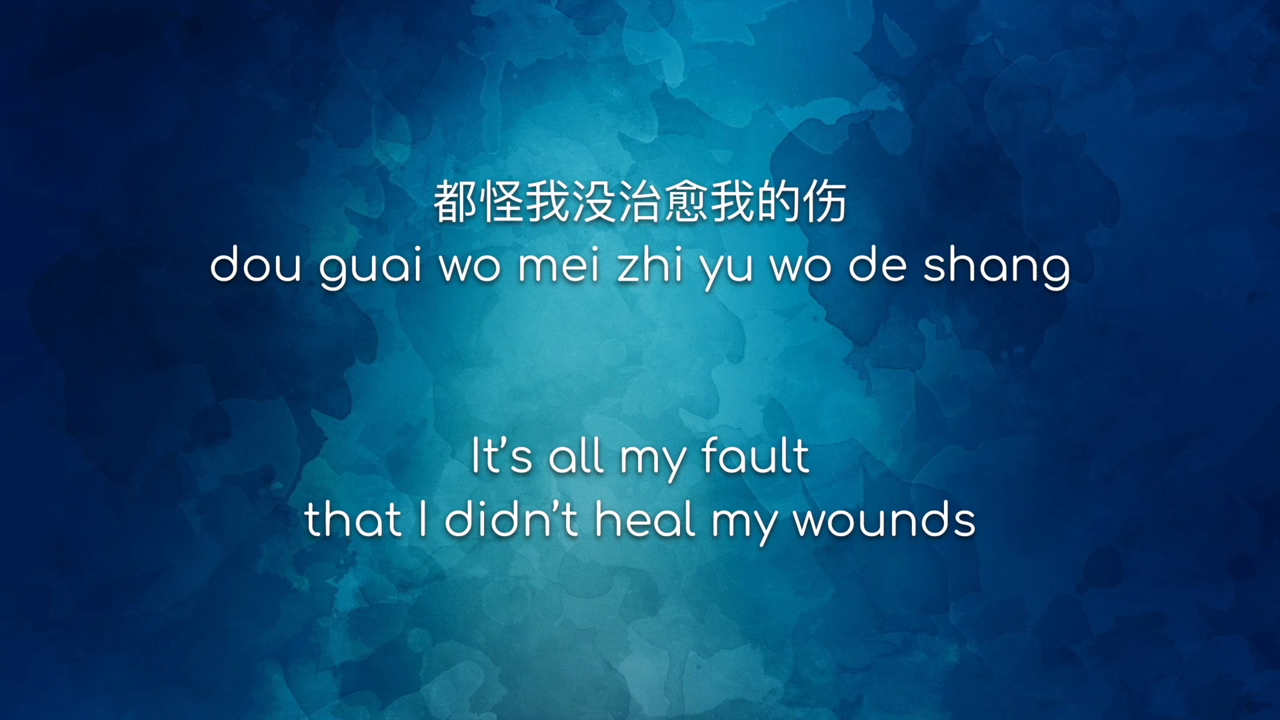 都怪我没治愈我的伤
dou guai wo mei zhi yu wo de shang
It’s all my fault
that I didn’t heal my wounds